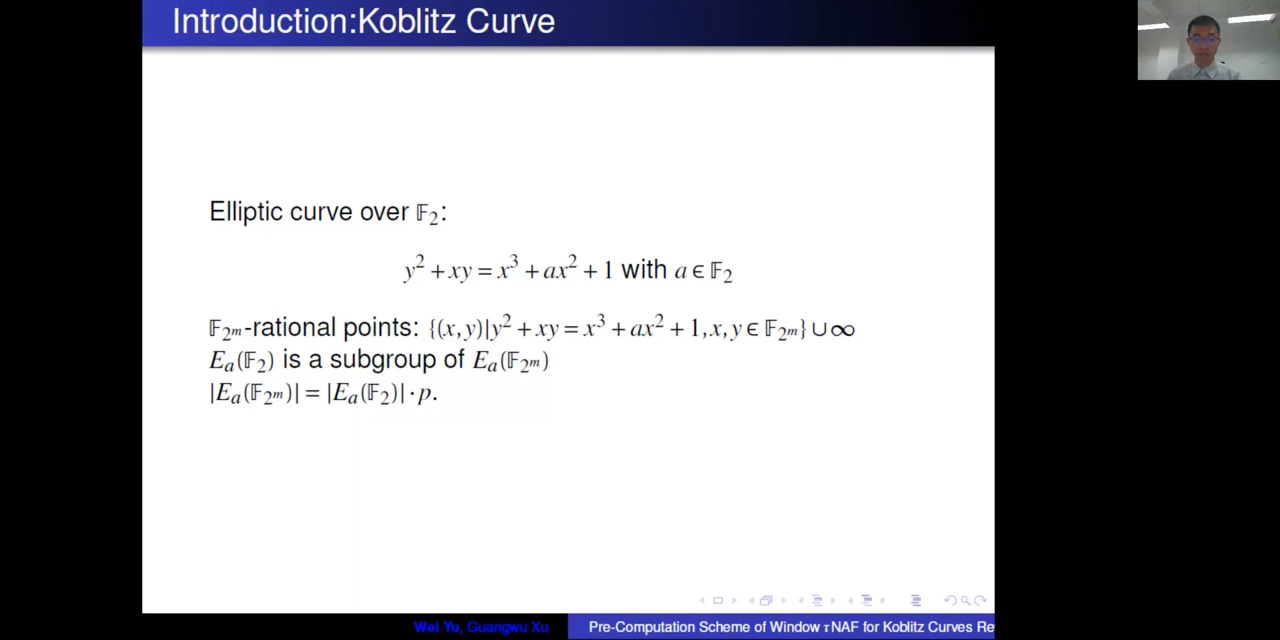 Introduction:Koblitz Curve
Elliptic curve over 𝔽₂:
y² + xy = x³ + ax² + 1 with a ∈ 𝔽₂
𝔽₂ᵐ-rational points: {(x, y)|y² + xy = x³ + ax² + 1, x, y ∈ 𝔽₂ᵐ} ∪ ∞
Eₐ(𝔽₂) is a subgroup of Eₐ(𝔽₂ᵐ)
|Eₐ(𝔽₂ᵐ)| = |Eₐ(𝔽₂)| · p.
Wei Yu, Guangwu Xu
Pre-Computation Scheme of Window τNAF for Koblitz Curves Re